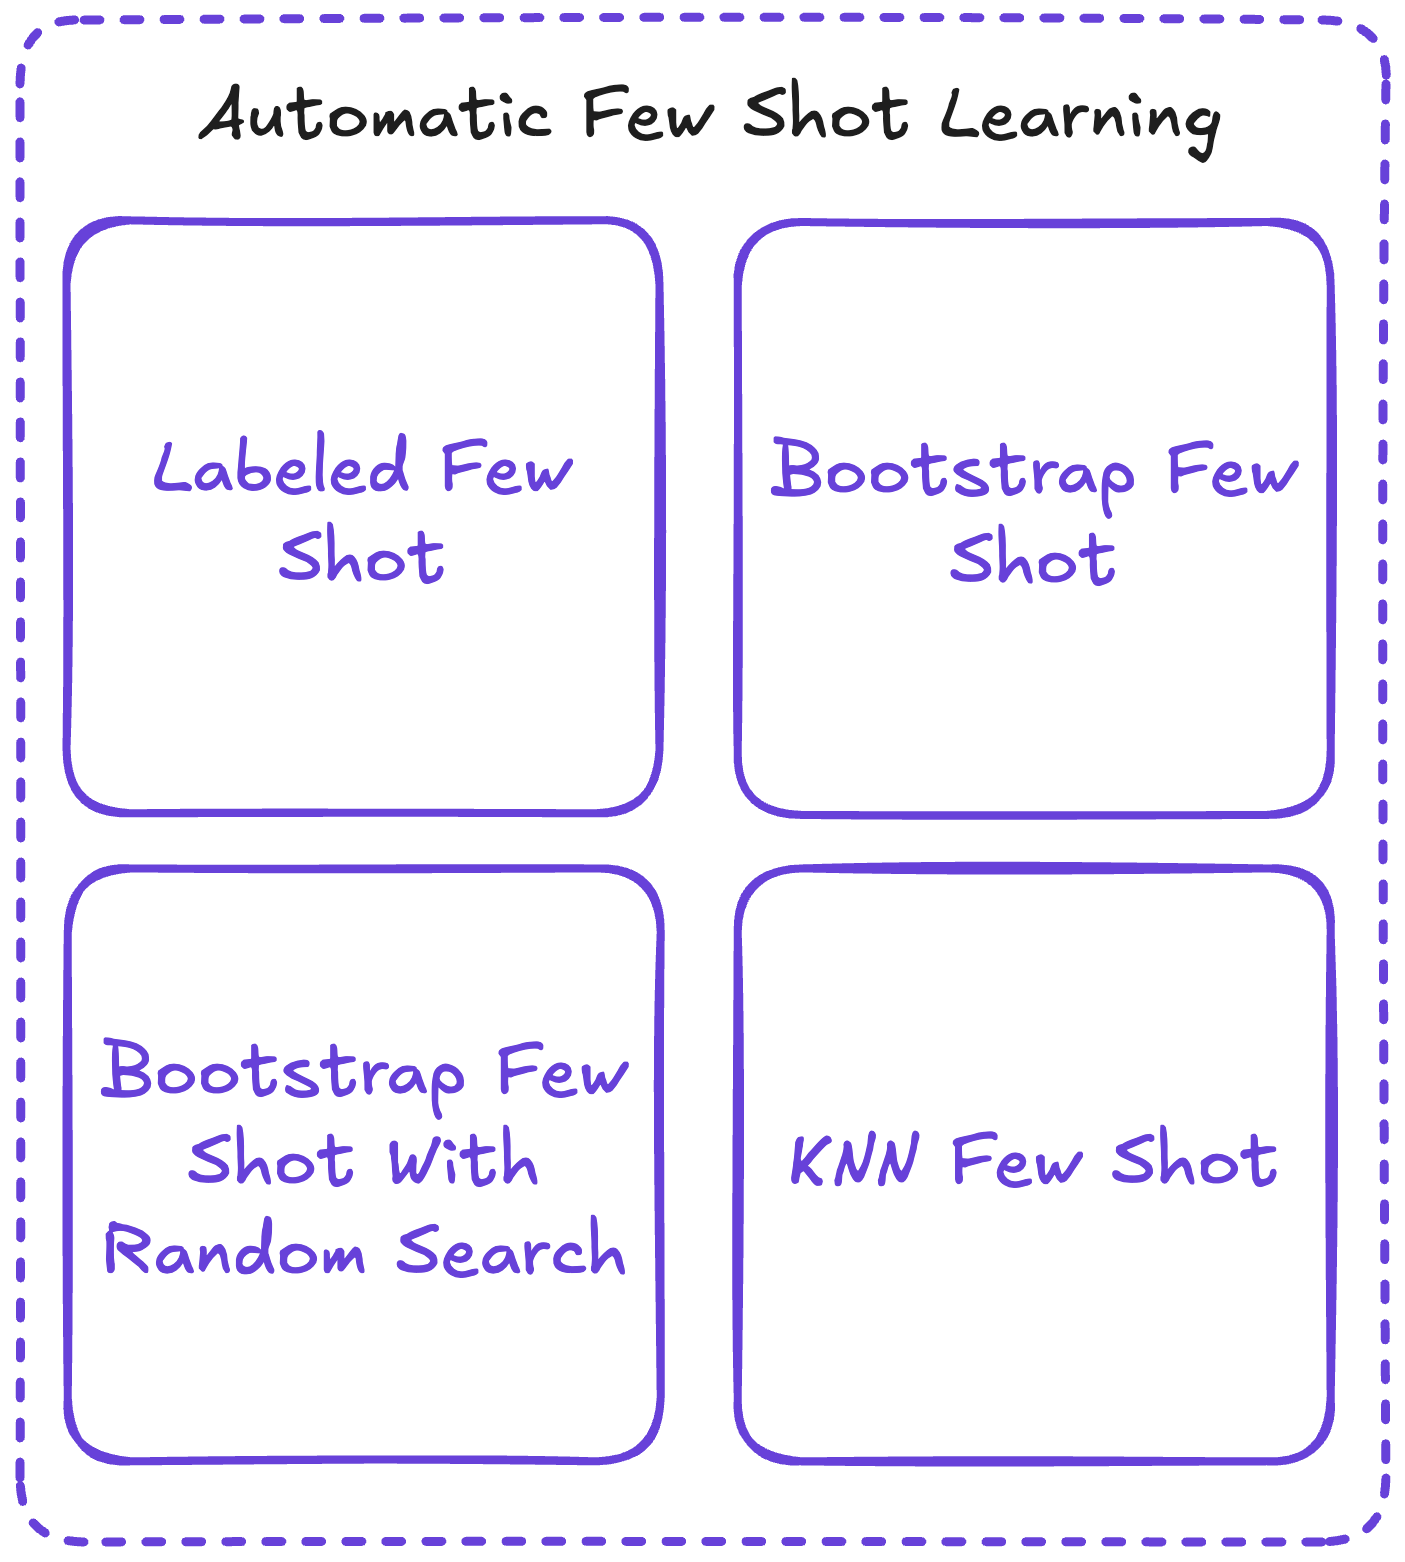 Automatic Few Shot Learning
Labeled Few
Shot
Bootstrap Few
Shot
Bootstrap Few
Shot With
Random Search
KNN Few Shot